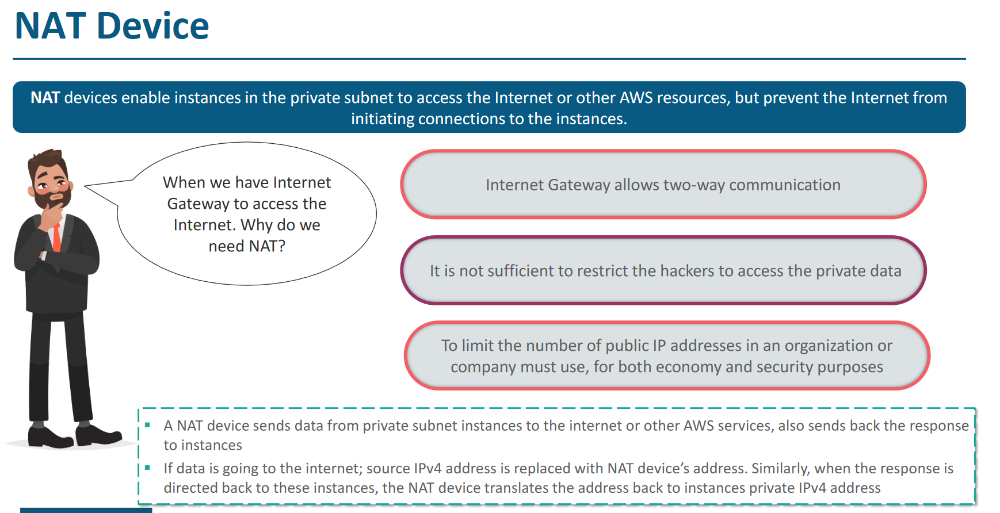 NAT Device
NAT devices enable instances in the private subnet to access the Internet or other AWS resources, but prevent the Internet from
initiating connections to the instances.
When we have Internet
Gateway to access the
Internet. Why do we
need NAT?
Internet Gateway allows two-way communication
It is not sufficient to restrict the hackers to access the private data
To limit the number of public IP addresses in an organization or
company must use, for both economy and security purposes
▪ A NAT device sends data from private subnet instances to the internet or other AWS services, also sends back the response
to instances
▪ If data is going to the internet; source IPv4 address is replaced with NAT device’s address. Similarly, when the response is
directed back to these instances, the NAT device translates the address back to instances private IPv4 address